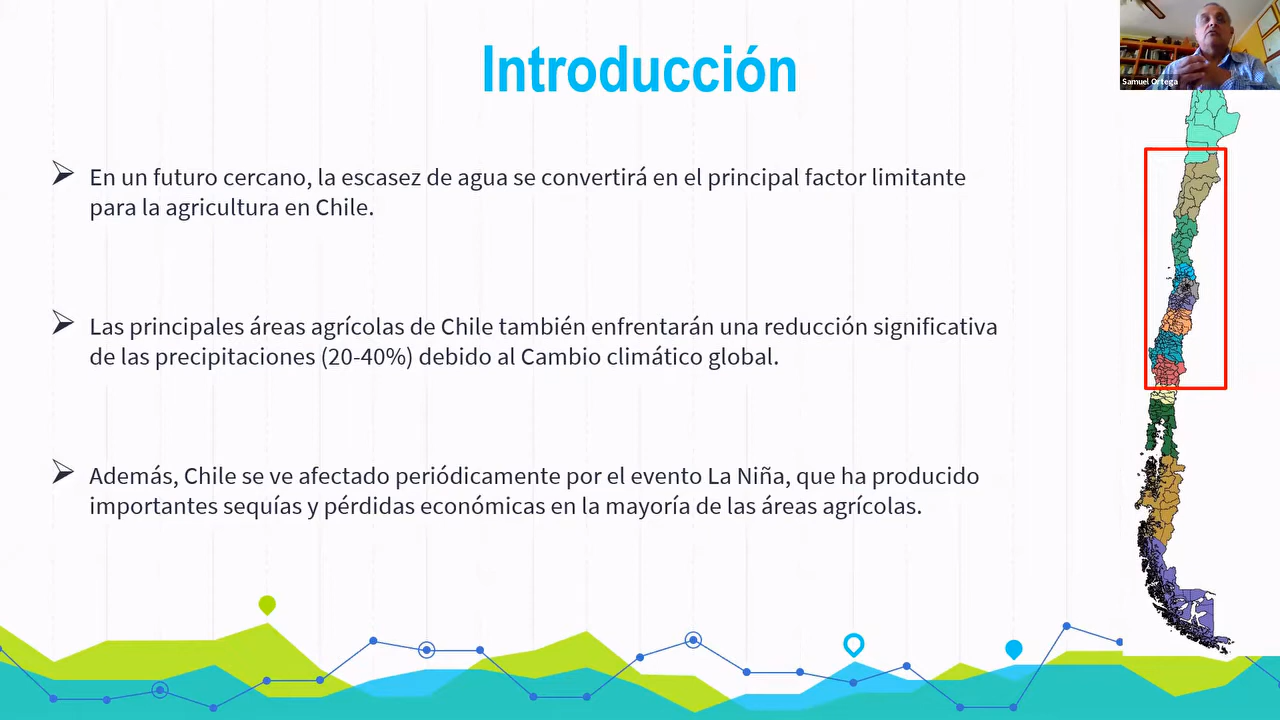 Introducción
Samuel Ortega
En un futuro cercano, la escasez de agua se convertirá en el principal factor limitante
para la agricultura en Chile.
Las principales áreas agrícolas de Chile también enfrentarán una reducción significativa
de las precipitaciones (20-40%) debido al Cambio climático global.
Además, Chile se ve afectado periódicamente por el evento La Niña, que ha producido
importantes sequías y pérdidas económicas en la mayoría de las áreas agrícolas.